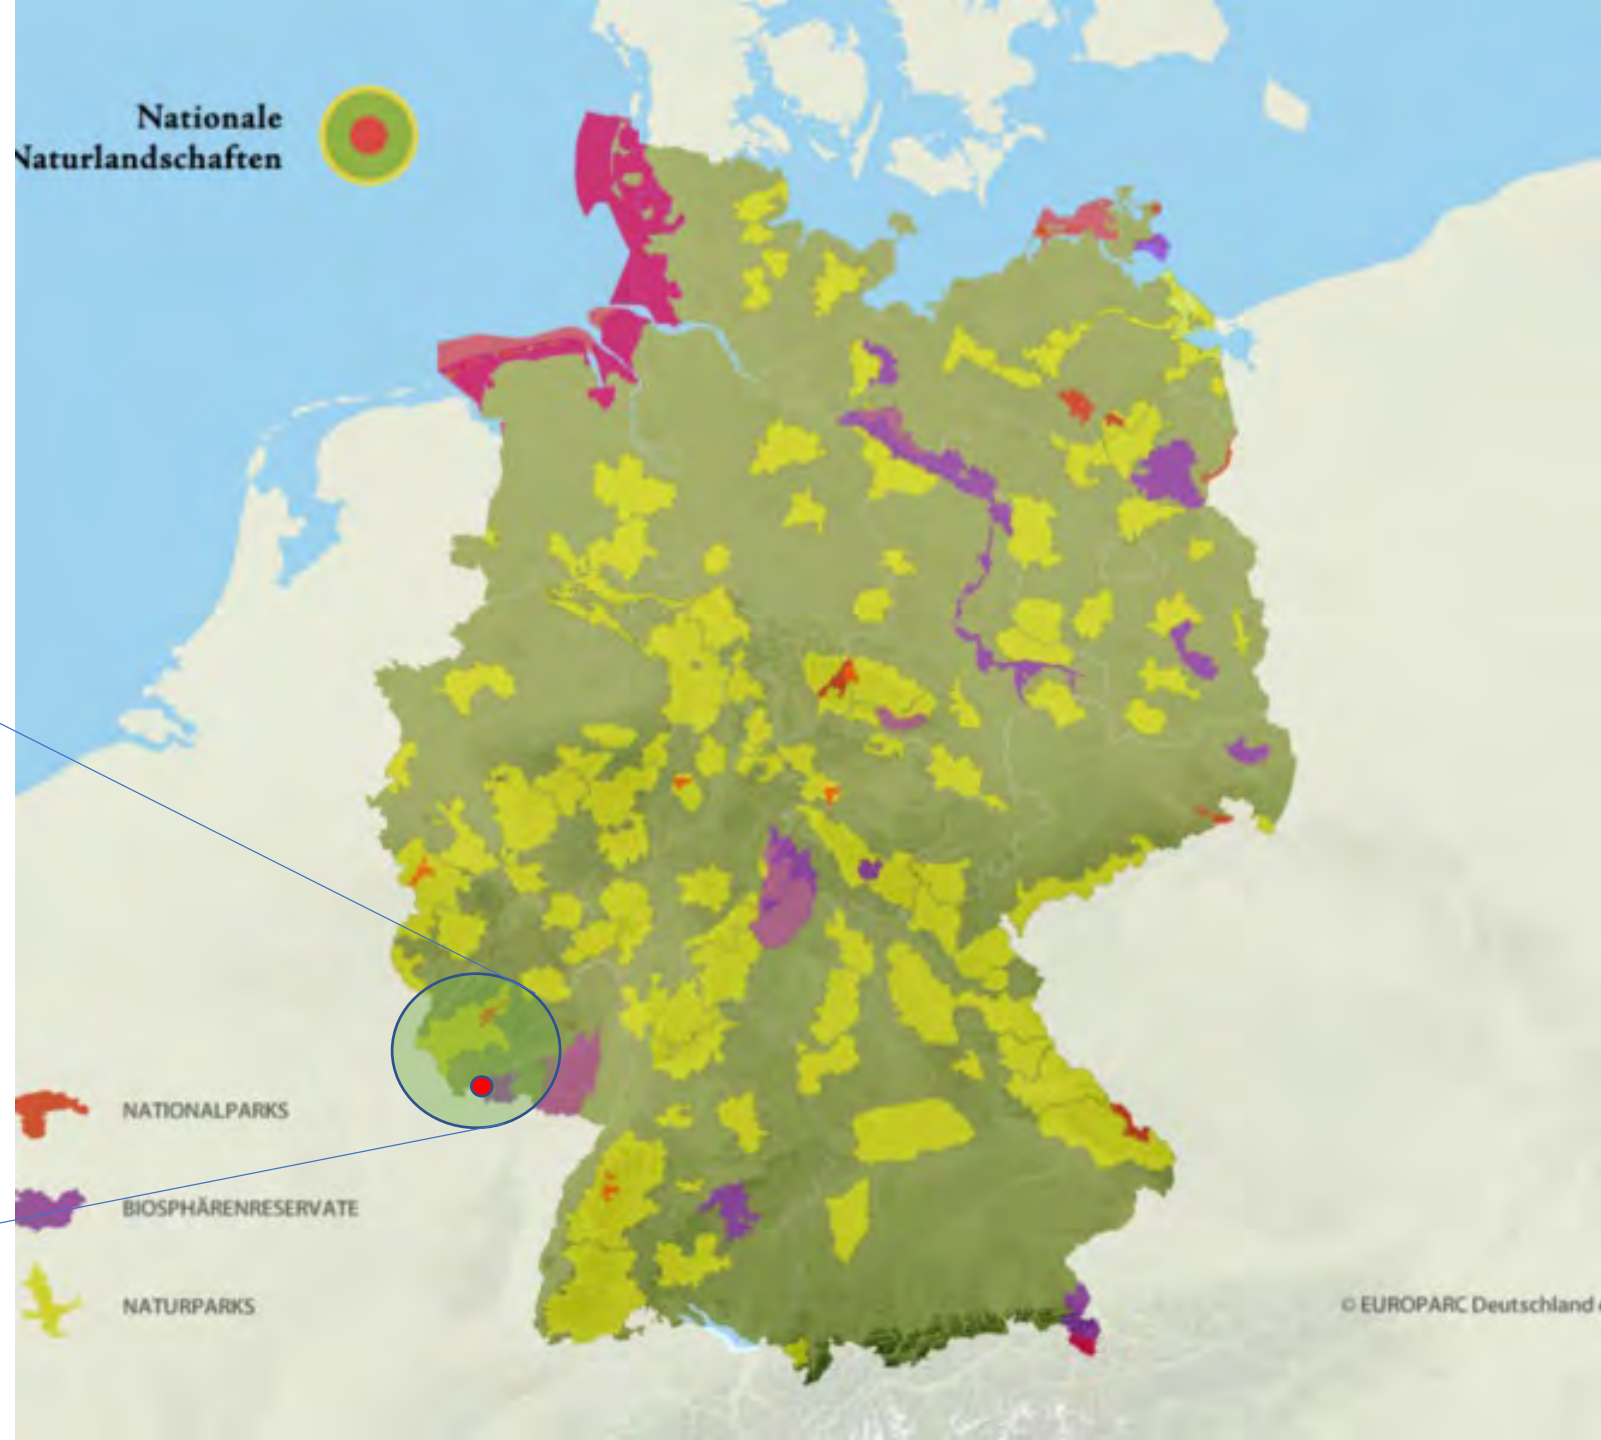 Nationale
Naturlandschaften
NATIONALPARKS
BIOSPHÄRENRESERVATE
NATURPARKS
© EUROPARC Deutschland